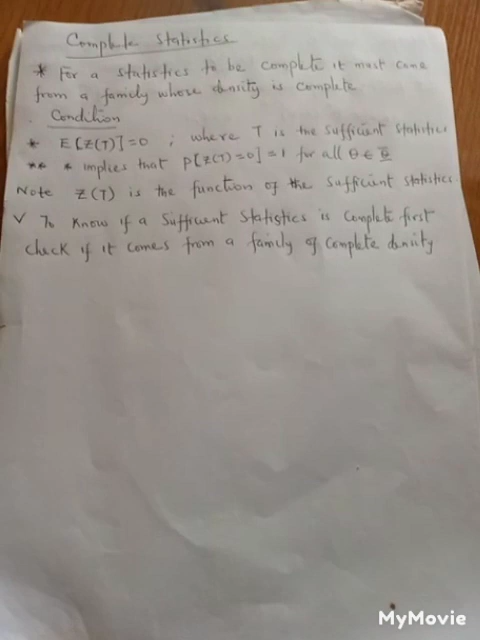 Complete Statistics
* For a statistics to be complete it must come
from a family whose density is complete
Condition
* E[Z(T)]=0 ; where T is the sufficient statistics
** * implies that P[Z(T)=0]=1 for all θ ∈ Θ
Note Z(T) is the function of the sufficient statistics.
✓ To Know if a Sufficient Statistics is complete first
check if it comes from a family of complete density
MyMovie